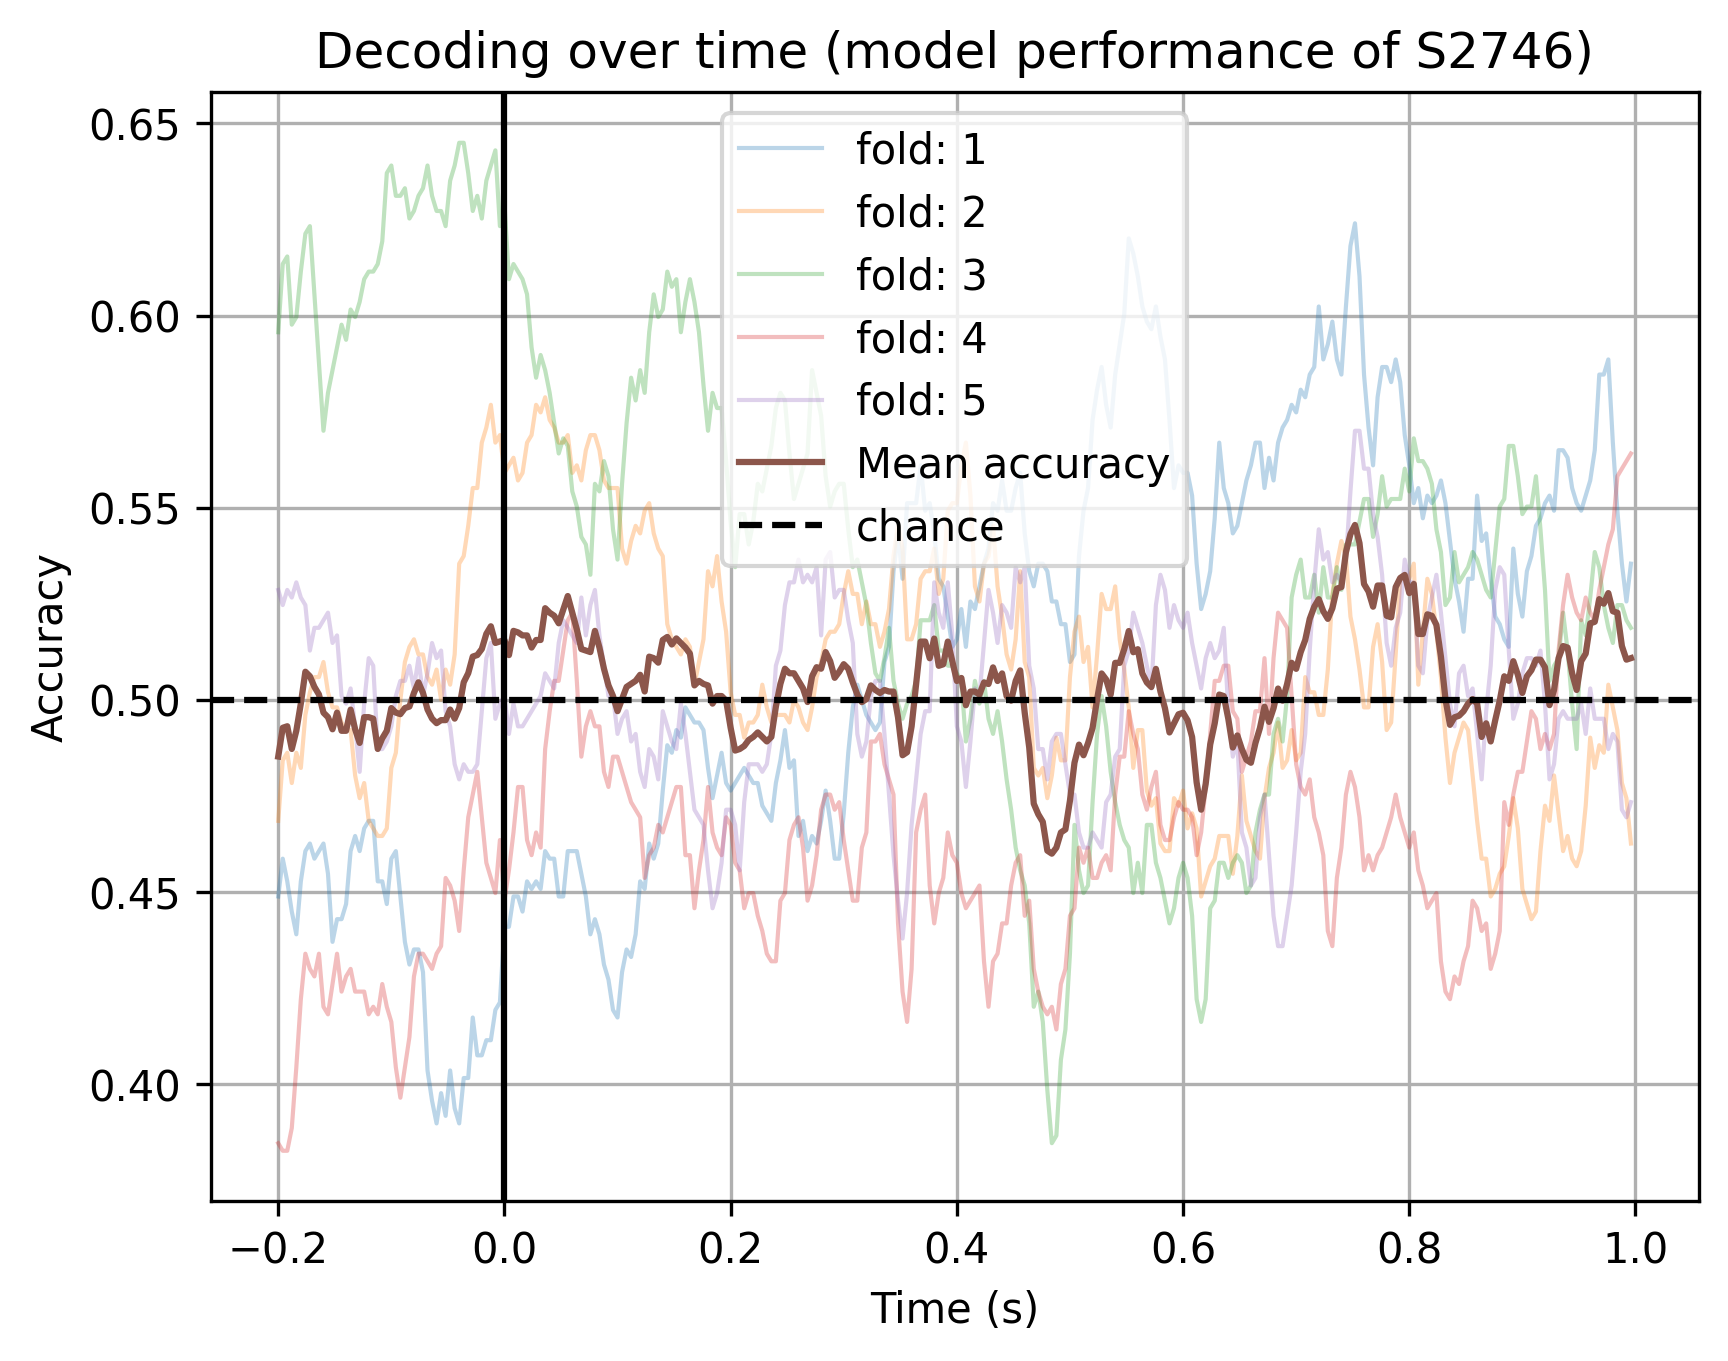 Decoding over time (model performance of S2746)
0.65
0.60
0.55
0.50
0.45
0.40
Accuracy
fold: 1
fold: 2
fold: 3
fold: 4
fold: 5
Mean accuracy
chance
−0.2 0.0 0.2 0.4 0.6 0.8 1.0
Time (s)